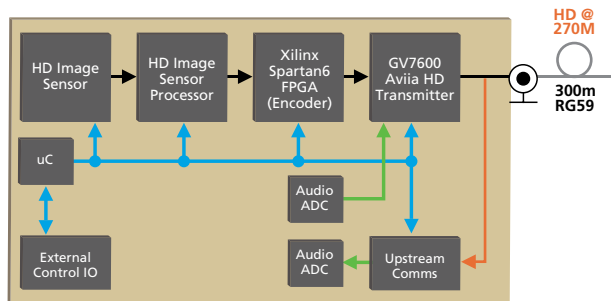 HD Image
Sensor
HD Image
Sensor
Processor
Xilinx
Spartan6
FPGA
(Encoder)
GV7600
Aviia HD
Transmitter
HD @
270M
300m
RG59
uC
Audio
ADC
External
Control IO
Audio
ADC
Upstream
Comms